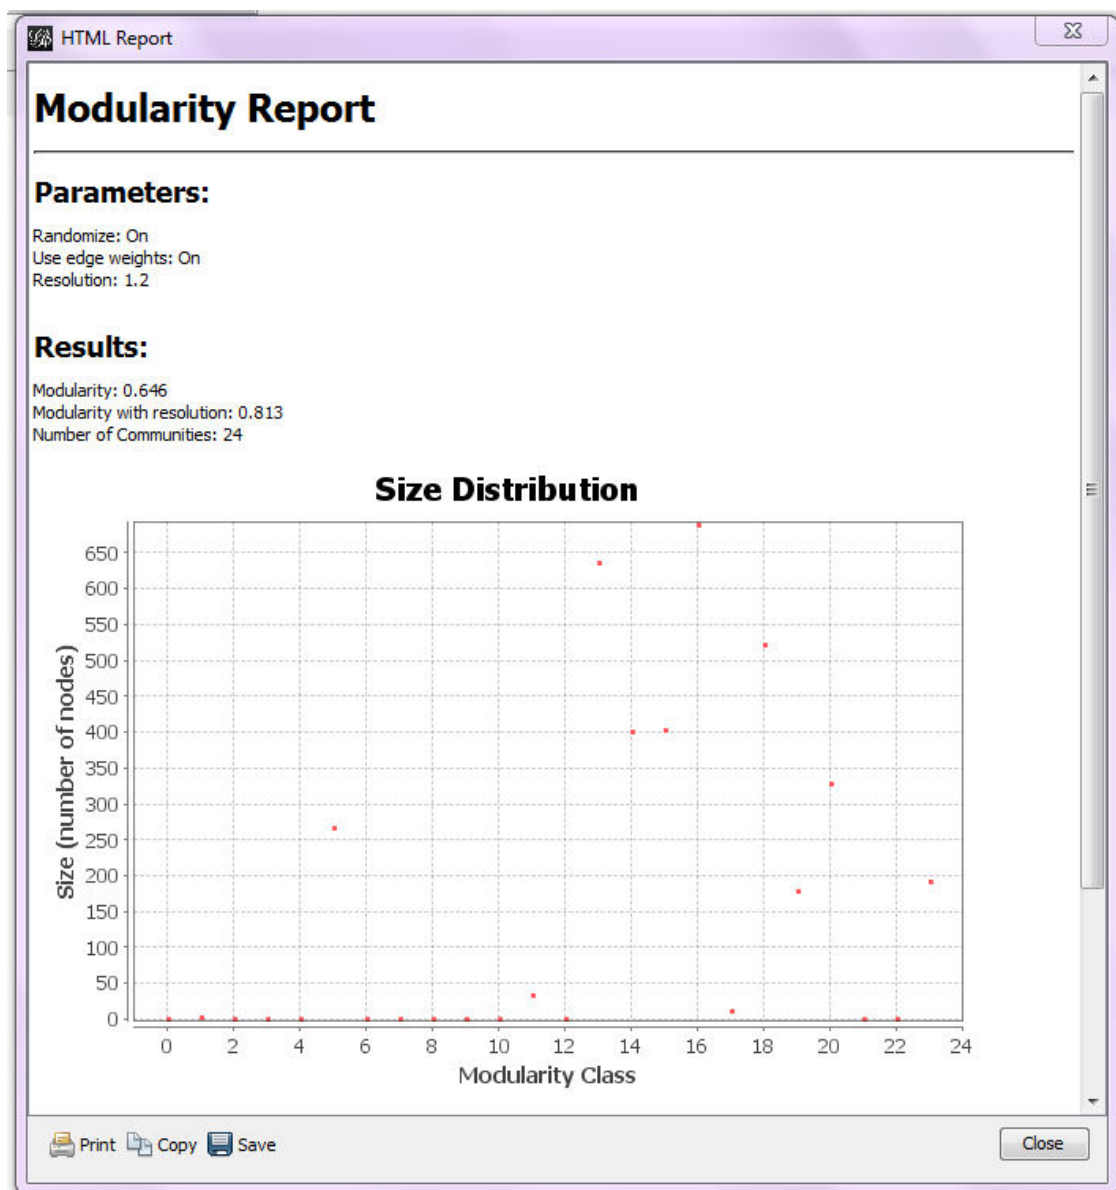 HTML Report
Modularity Report
Parameters:
Randomize: On
Use edge weights: On
Resolution: 1.2
Results:
Modularity: 0.646
Modularity with resolution: 0.813
Number of Communities: 24
Size Distribution
Size (number of nodes)
650
600
550
500
450
400
350
300
250
200
150
100
50
0
0 2 4 6 8 10 12 14 16 18 20 22 24
Modularity Class
Print Copy Save Close